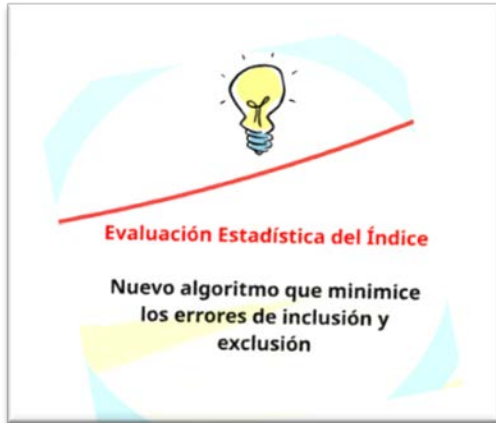 Evaluación Estadística del Índice
Nuevo algoritmo que minimice
los errores de inclusión y
exclusión